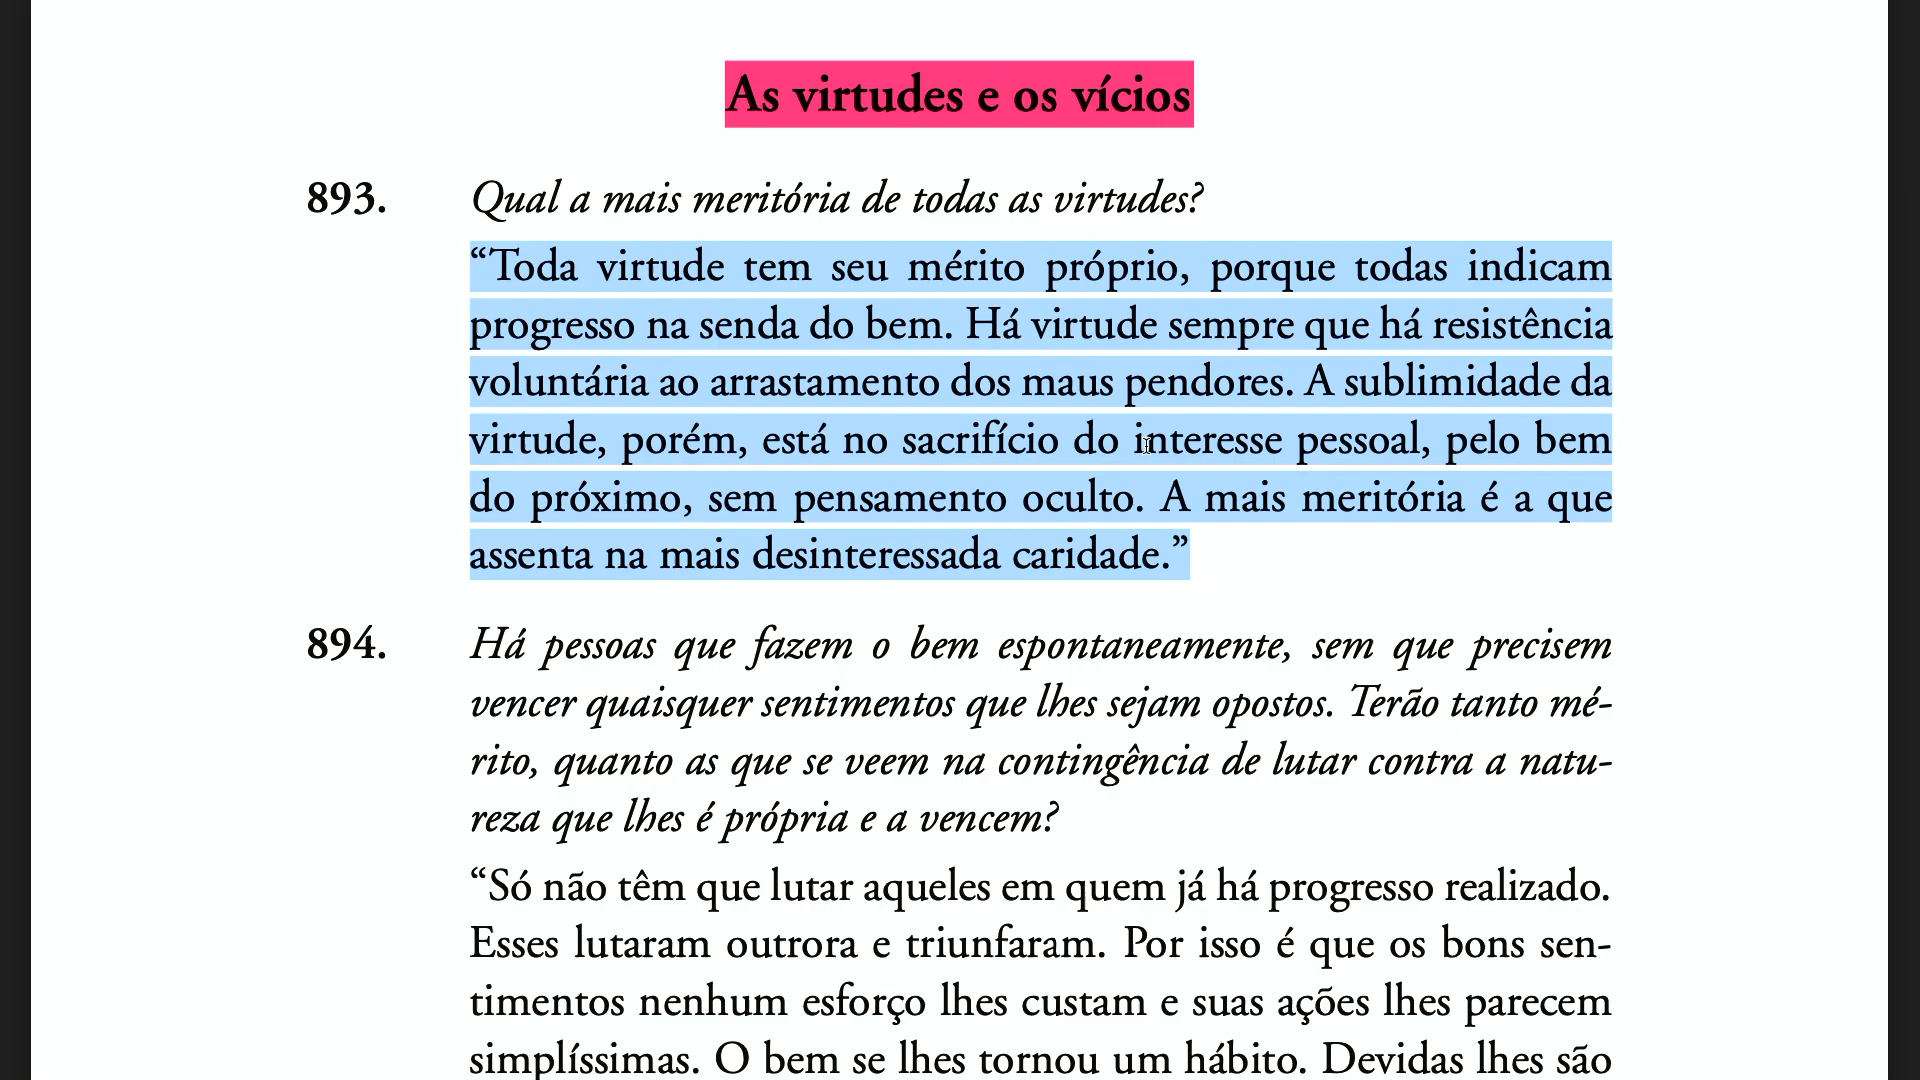 As virtudes e os vícios
893. Qual a mais meritória de todas as virtudes?
“Toda virtude tem seu mérito próprio, porque todas indicam
progresso na senda do bem. Há virtude sempre que há resistência
voluntária ao arrastamento dos maus pendores. A sublimidade da
virtude, porém, está no sacrifício do interesse pessoal, pelo bem
do próximo, sem pensamento oculto. A mais meritória é a que
assenta na mais desinteressada caridade.”
894. Há pessoas que fazem o bem espontaneamente, sem que precisem
vencer quaisquer sentimentos que lhes sejam opostos. Terão tanto mé-
rito, quanto as que se veem na contingência de lutar contra a natu-
reza que lhes é própria e a vencem?
“Só não têm que lutar aqueles em quem já há progresso realizado.
Esses lutaram outrora e triunfaram. Por isso é que os bons sen-
timentos nenhum esforço lhes custam e suas ações lhes parecem
simplíssimas. O bem se lhes tornou um hábito. Devidas lhes são